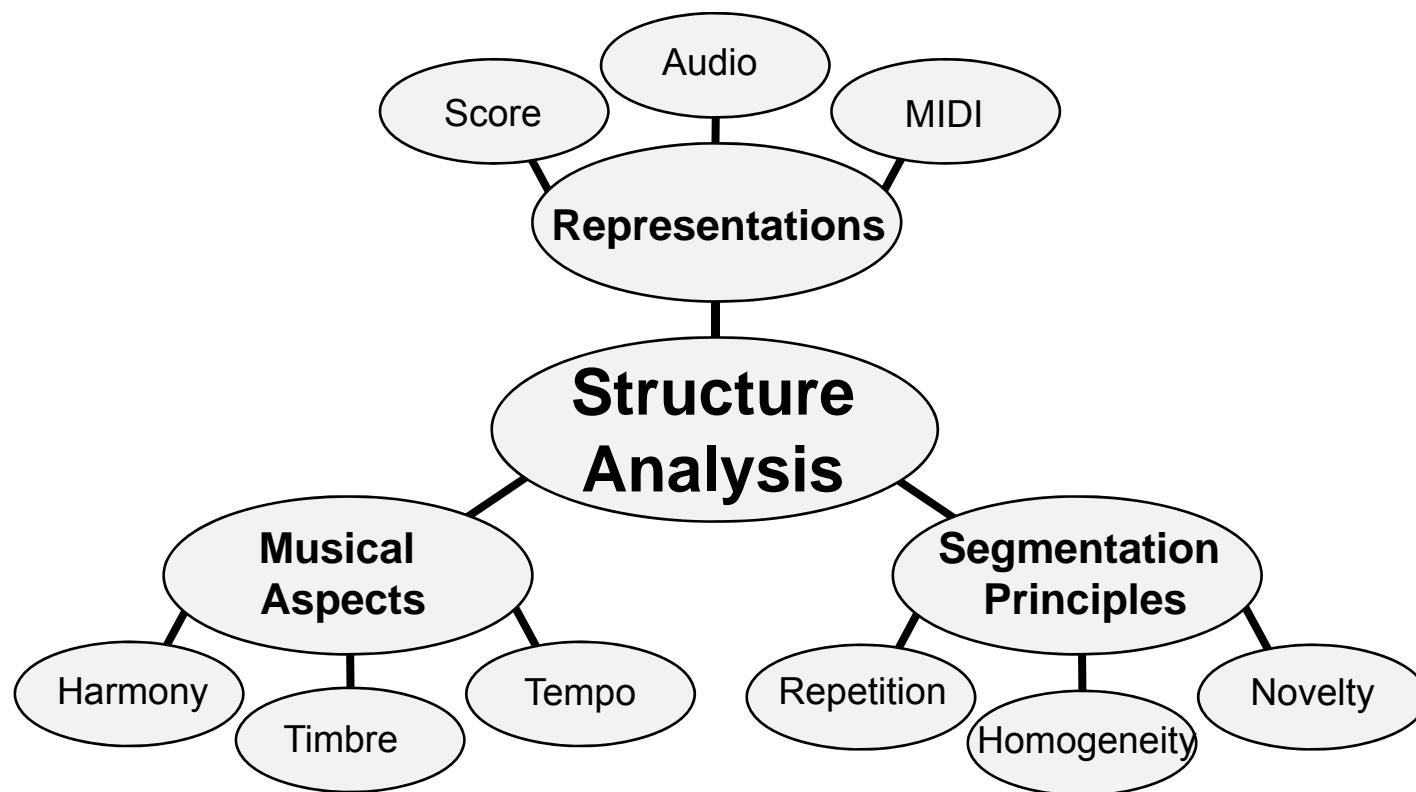 Audio
Score
MIDI
Representations
Structure
Analysis
Musical
Aspects
Harmony
Timbre
Tempo
Segmentation
Principles
Repetition
Homogeneity
Novelty